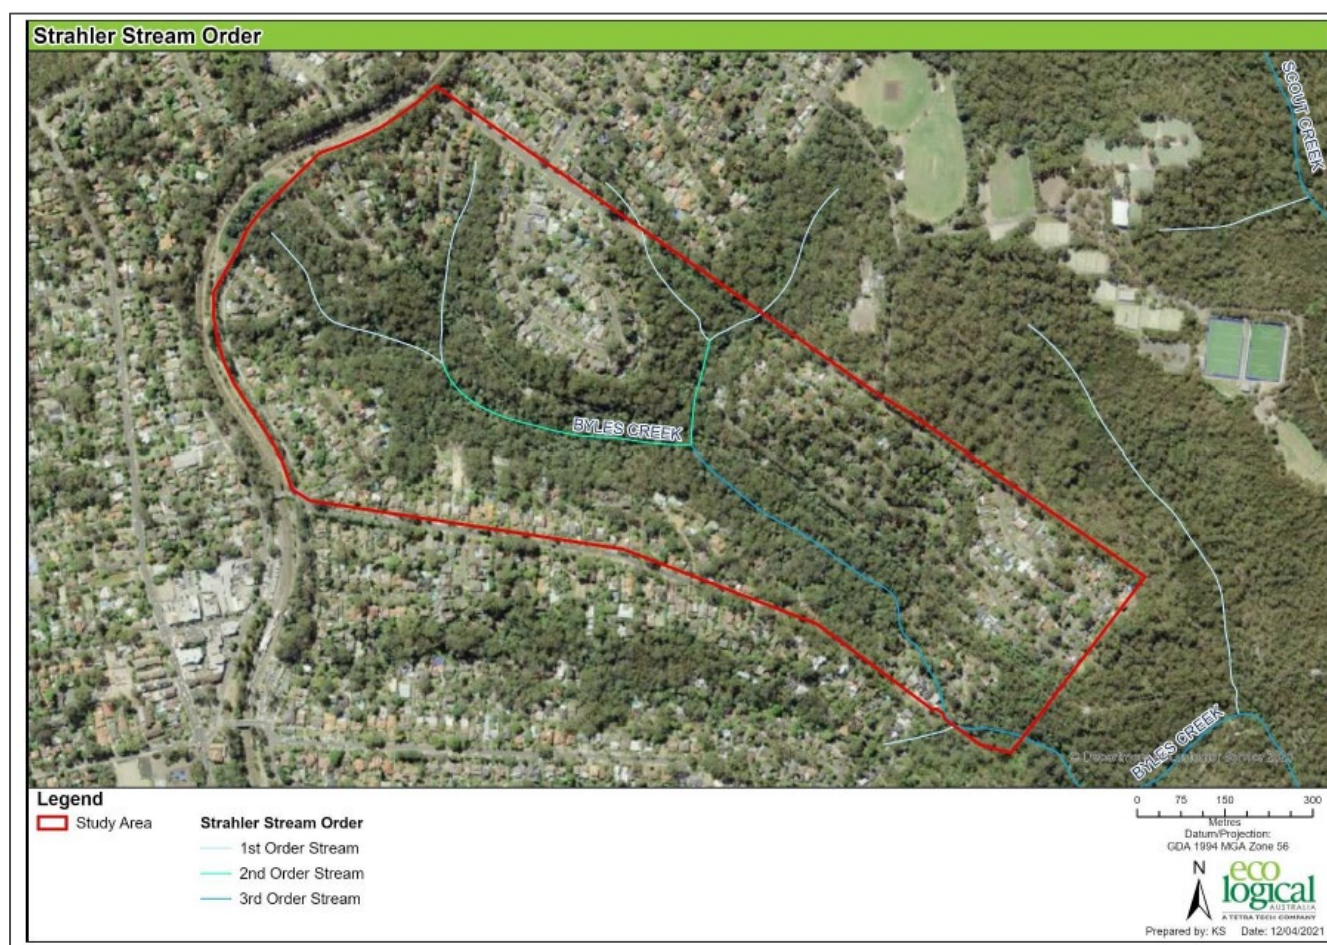 Strahler Stream Order
SCOUT CREEK
BYLES CREEK
BYLES CREEK
Legend
Study Area
Strahler Stream Order
1st Order Stream
2nd Order Stream
3rd Order Stream
0 75 150 300
Metres
Datum/Projection:
GDA 1994 MGA Zone 56
N
eco
logical
AUSTRALIA
A TETRA TECH COMPANY
Prepared by: KS Date: 12/04/2021